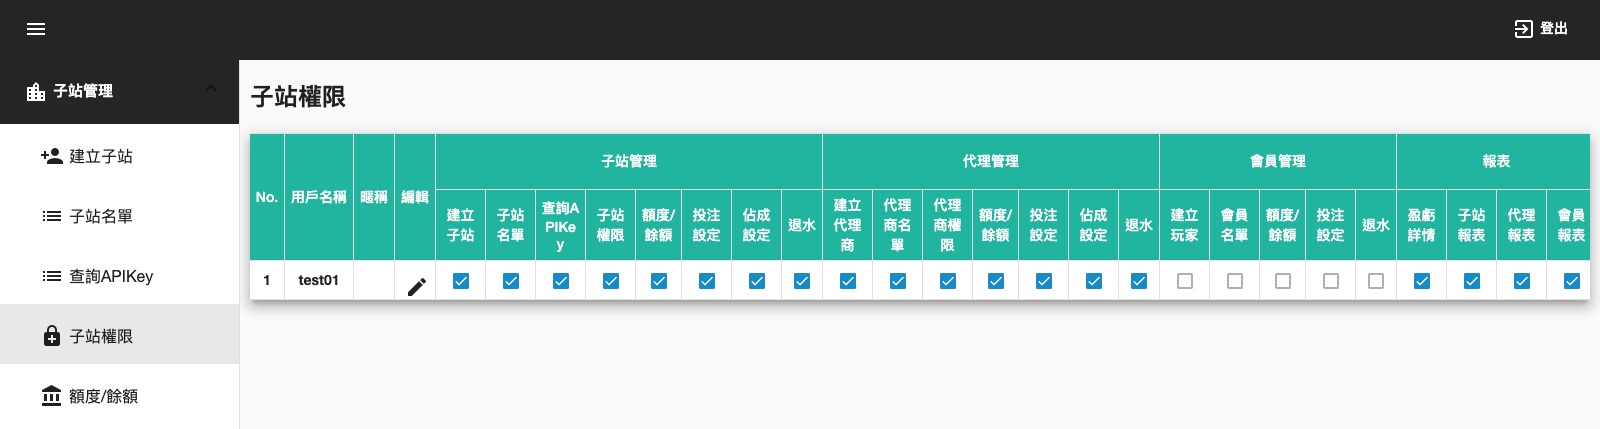 登出
子站管理
建立子站
子站名單
查詢APIKey
子站權限
額度/餘額
子站權限
No.
用戶名稱
暱稱
編輯
子站管理
代理管理
會員管理
報表
建立
子站
子站
名單
查詢A
PIKe
y
子站
權限
額度/
餘額
投注
設定
佔成
設定
退水
建立
代理
商
代理
商名
單
代理
商權
限
額度/
餘額
投注
設定
佔成
設定
退水
建立
玩家
會員
名單
額度/
餘額
投注
設定
退水
盈虧
詳情
子站
報表
代理
報表
會員
報表
1
test01